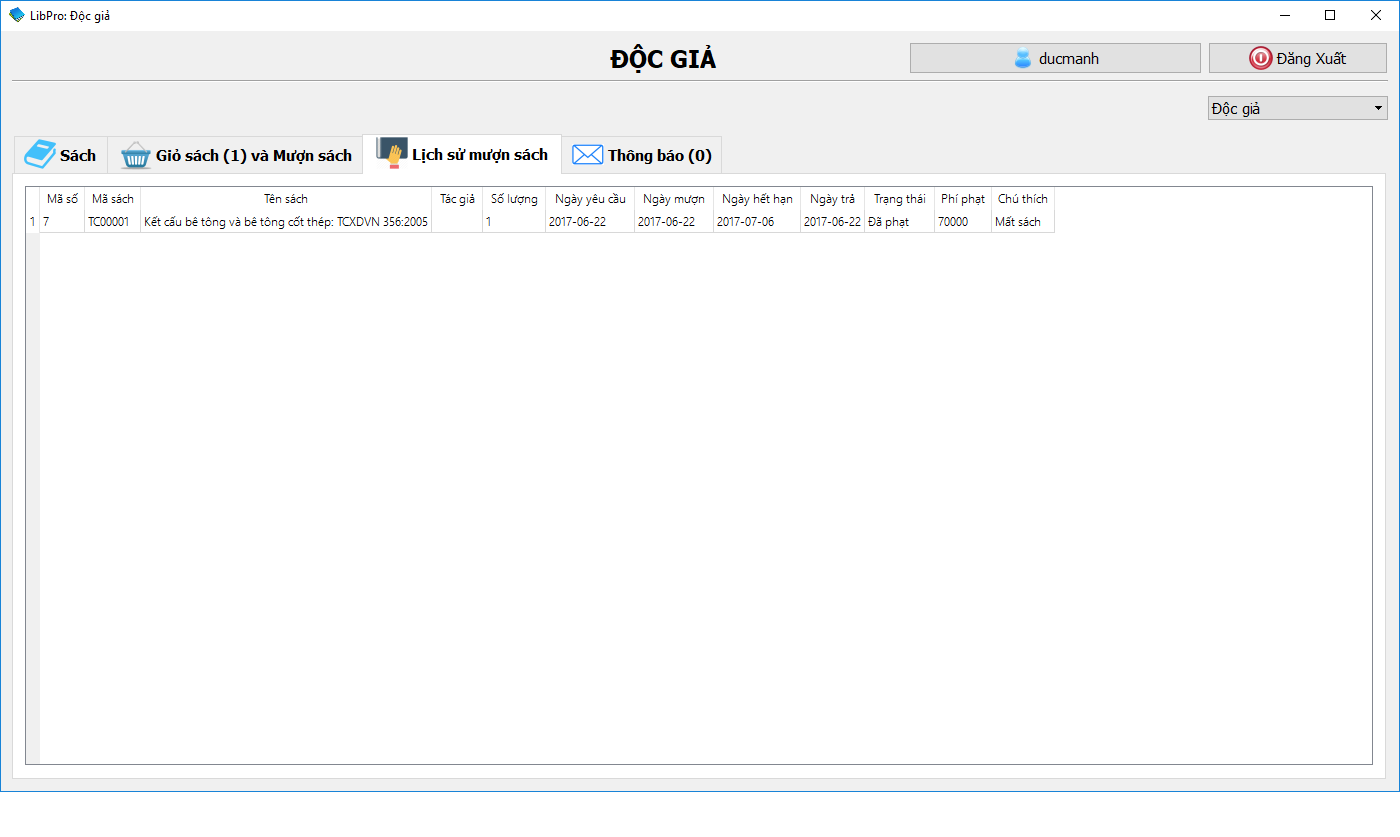 LibPro: Độc giả
ĐỘC GIẢ
ducmanh
Đăng Xuất
Độc giả
Sách
Giỏ sách (1) và Mượn sách
Lịch sử mượn sách
Thông báo (0)
Mã số Mã sách Tên sách Tác giả Số lượng Ngày yêu cầu Ngày mượn Ngày hết hạn Ngày trả Trạng thái Phí phạt Chú thích
1 7 TC00001 Kết cấu bê tông và bê tông cốt thép: TCXDVN 356:2005 1 2017-06-22 2017-06-22 2017-07-06 2017-06-22 Đã phạt 70000 Mất sách